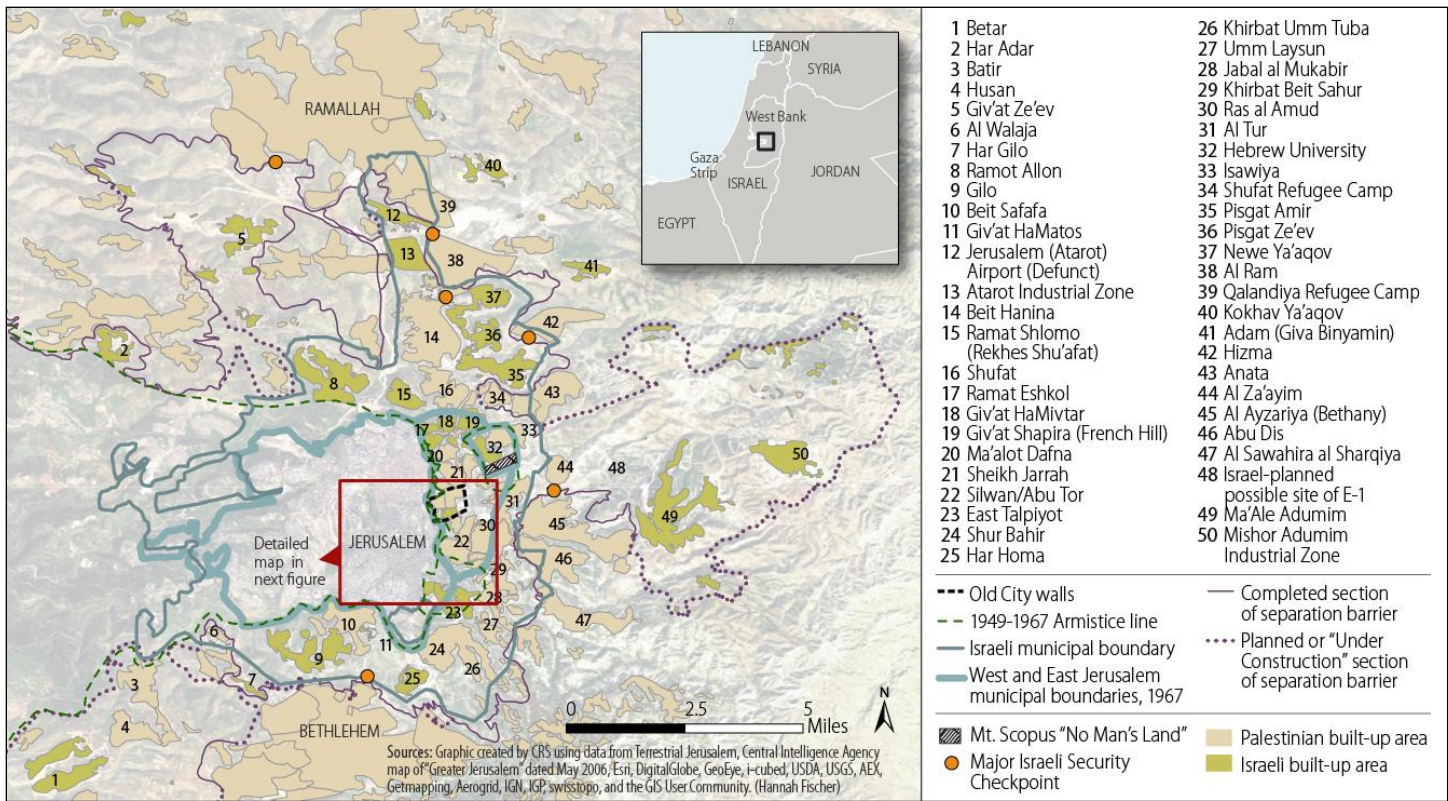 RAMALLAH
40
12
39
5
13
38
41
37
42
14
36
2
8
35
15
16
34
43
18
19
33
17
32
20
21
44
48
50
31
45
49
JERUSALEM
30
22
46
Detailed
map in
next figure
29
28
23
47
10
27
6
11
24
9
26
3
7
25
4
BETHLEHEM
1
LEBANON
SYRIA
West Bank
Gaza
Strip
JORDAN
ISRAEL
EGYPT
N
0 2.5 5
Miles
Sources: Graphic created by CRS using data from Terrestrial Jerusalem, Central Intelligence Agency
map of "Greater Jerusalem" dated May 2006, Esri, DigitalGlobe, GeoEye, i-cubed, USDA, USGS, AEX,
Getmapping, Aerogrid, IGN, IGP, swisstopo, and the GIS User Community. (Hannah Fischer)
1 Betar
2 Har Adar
3 Batir
4 Husan
5 Giv'at Ze'ev
6 Al Walaja
7 Har Gilo
8 Ramot Allon
9 Gilo
10 Beit Safafa
11 Giv'at HaMatos
12 Jerusalem (Atarot)
Airport (Defunct)
13 Atarot Industrial Zone
14 Beit Hanina
15 Ramat Shlomo
(Rekhes Shu'afat)
16 Shufat
17 Ramat Eshkol
18 Giv'at HaMivtar
19 Giv'at Shapira (French Hill)
20 Ma'alot Dafna
21 Sheikh Jarrah
22 Silwan/Abu Tor
23 East Talpiyot
24 Shur Bahir
25 Har Homa
26 Khirbat Umm Tuba
27 Umm Laysun
28 Jabal al Mukabir
29 Khirbat Beit Sahur
30 Ras al Amud
31 Al Tur
32 Hebrew University
33 Isawiya
34 Shufat Refugee Camp
35 Pisgat Amir
36 Pisgat Ze'ev
37 Newe Ya'aqov
38 Al Ram
39 Qalandiya Refugee Camp
40 Kokhav Ya'aqov
41 Adam (Giva Binyamin)
42 Hizma
43 Anata
44 Al Za'ayim
45 Al Ayzariya (Bethany)
46 Abu Dis
47 Al Sawahira al Sharqiya
48 Israel-planned
possible site of E-1
49 Ma'Ale Adumim
50 Mishor Adumim
Industrial Zone
Old City walls
1949-1967 Armistice line
Israeli municipal boundary
West and East Jerusalem
municipal boundaries, 1967
Completed section
of separation barrier
Planned or "Under
Construction" section
of separation barrier
Mt. Scopus "No Man's Land"
Major Israeli Security
Checkpoint
Palestinian built-up area
Israeli built-up area